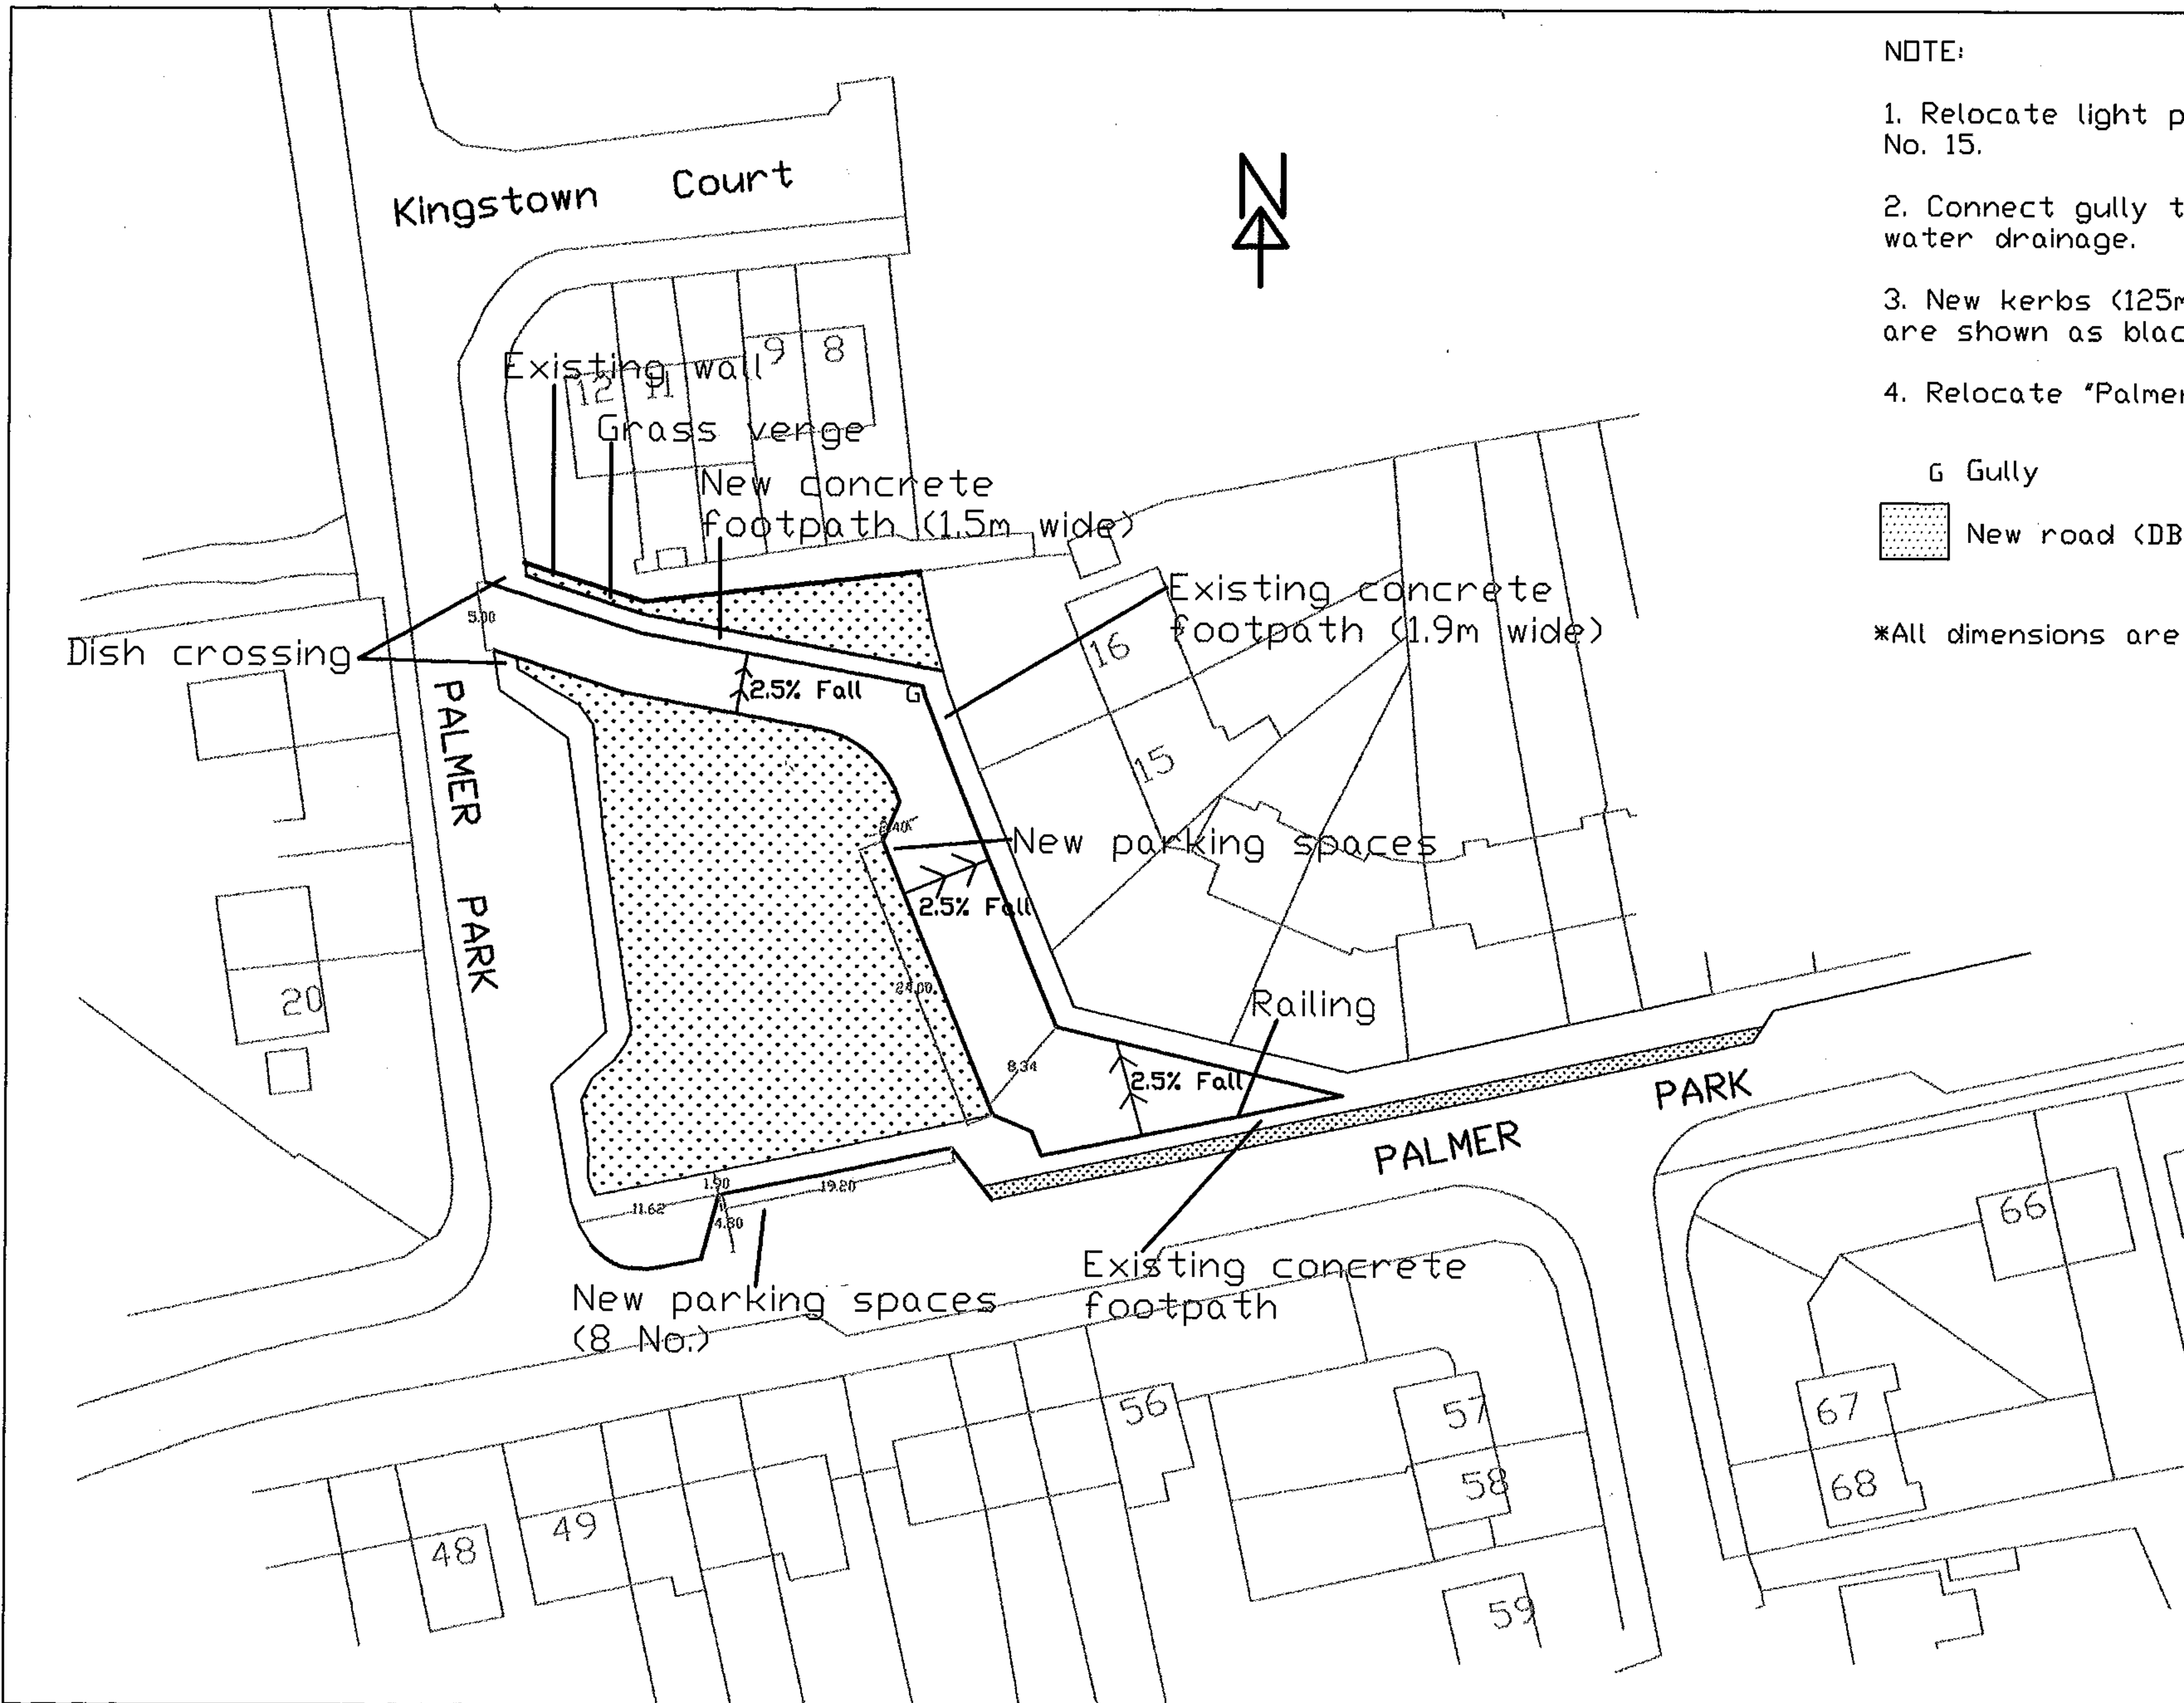 NOTE:
1. Relocate light p
No. 15.
2. Connect gully t
water drainage.
3. New kerbs (125m
are shown as blac
4. Relocate "Palmer
G Gully
New road (DB
*All dimensions are
Kingstown Court
N
9
8
Existing wall
12
11
Grass verge
New concrete
footpath (1.5m wide)
Existing concrete
footpath (1.9m wide)
5.00
Dish crossing
16
2.5% Fall
G
15
PALMER PARK
New parking spaces
2.5% Fall
24.00
20
Railing
8.34
2.5% Fall
PALMER PARK
1.90
19.20
11.62
4.80
66
New parking spaces
(8 No.)
Existing concrete
footpath
56
57
67
58
68
49
48
59